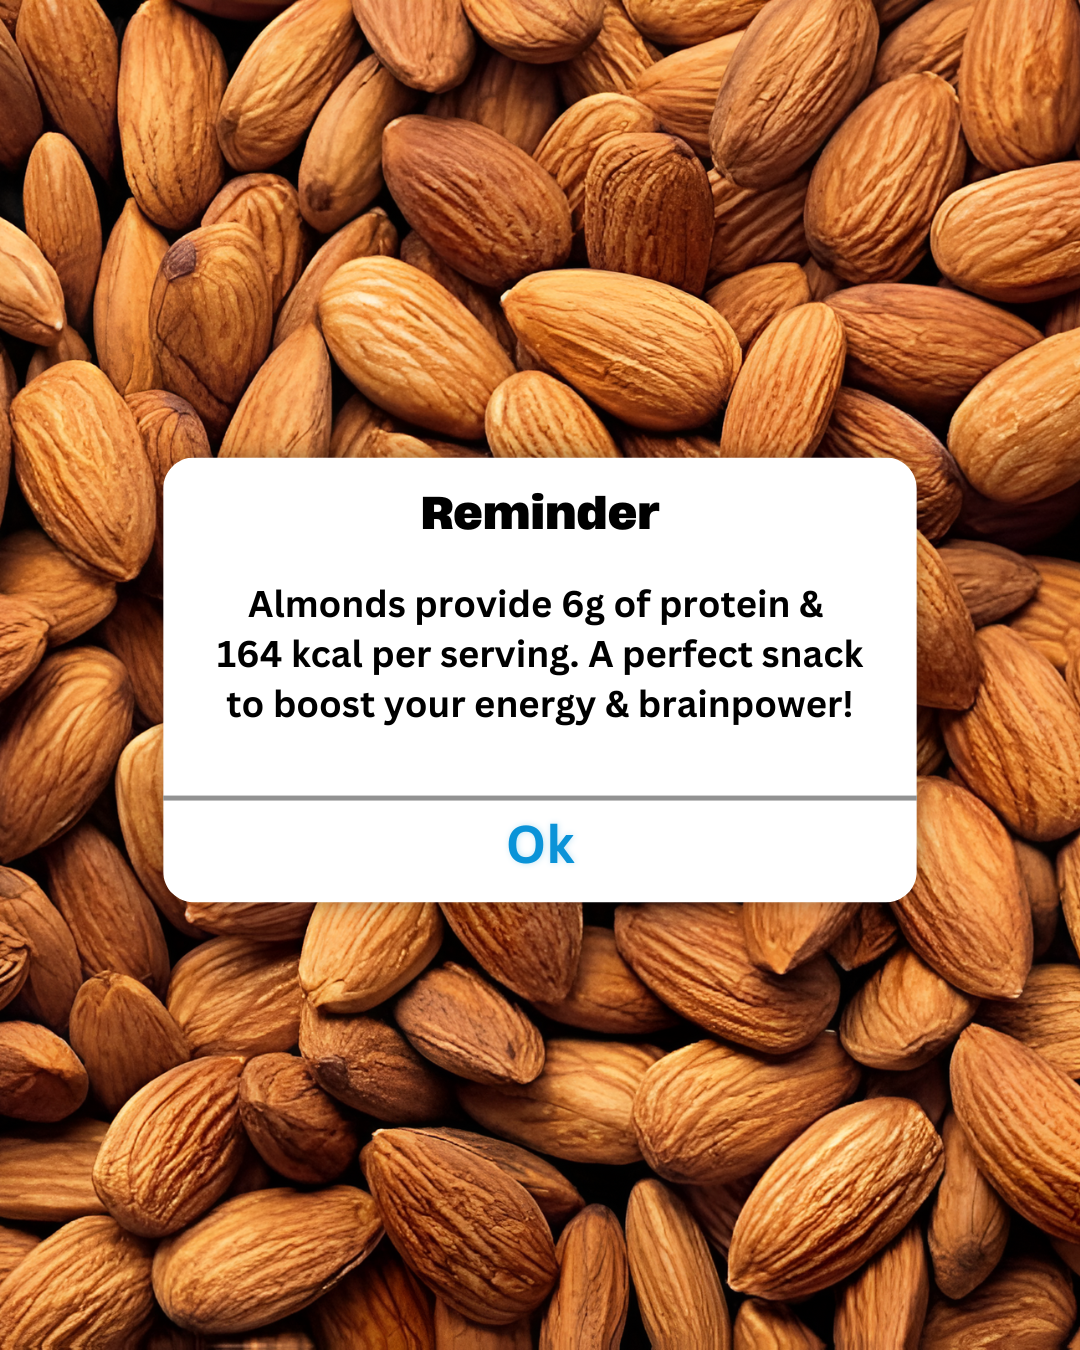 Reminder
Almonds provide 6g of protein &
164 kcal per serving. A perfect snack
to boost your energy & brainpower!
Ok